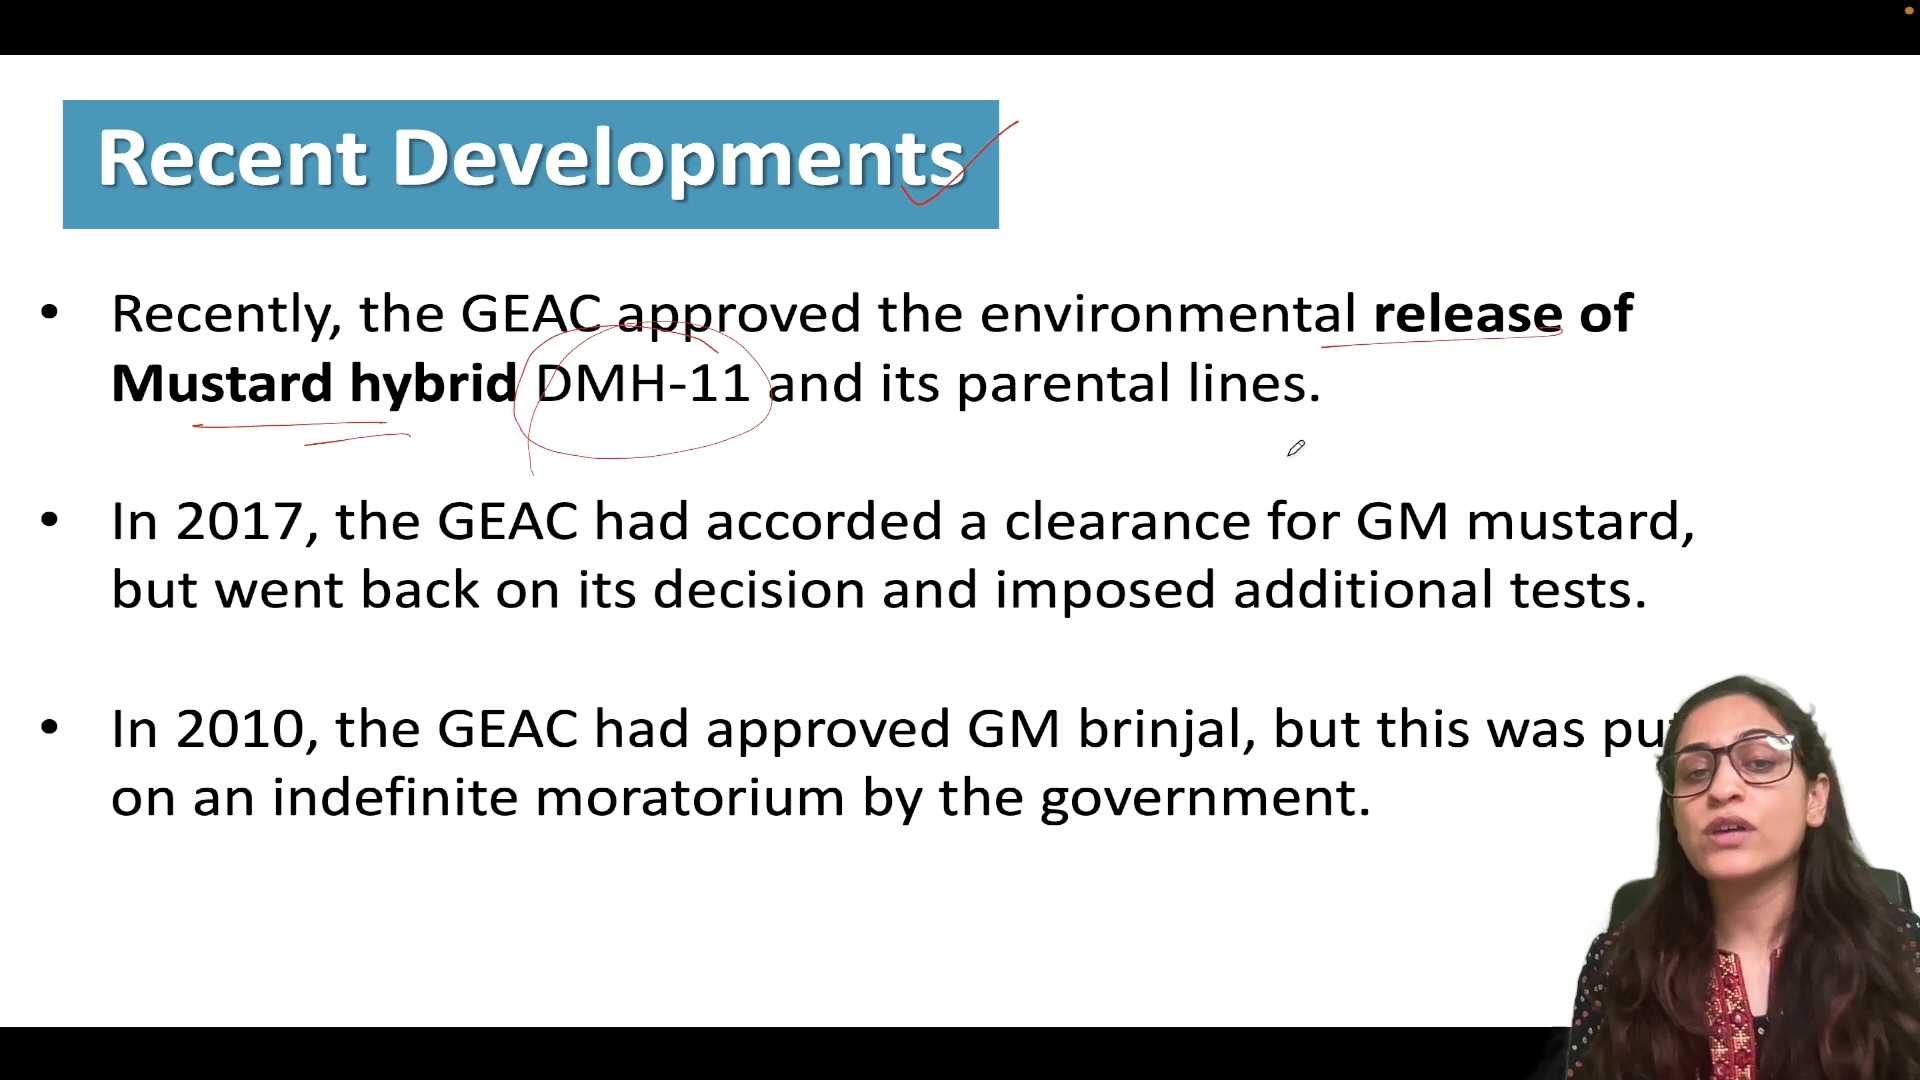 Recent Developments
• Recently, the GEAC approved the environmental release of
Mustard hybrid DMH-11 and its parental lines.
• In 2017, the GEAC had accorded a clearance for GM mustard,
but went back on its decision and imposed additional tests.
• In 2010, the GEAC had approved GM brinjal, but this was
on an indefinite moratorium by the government.